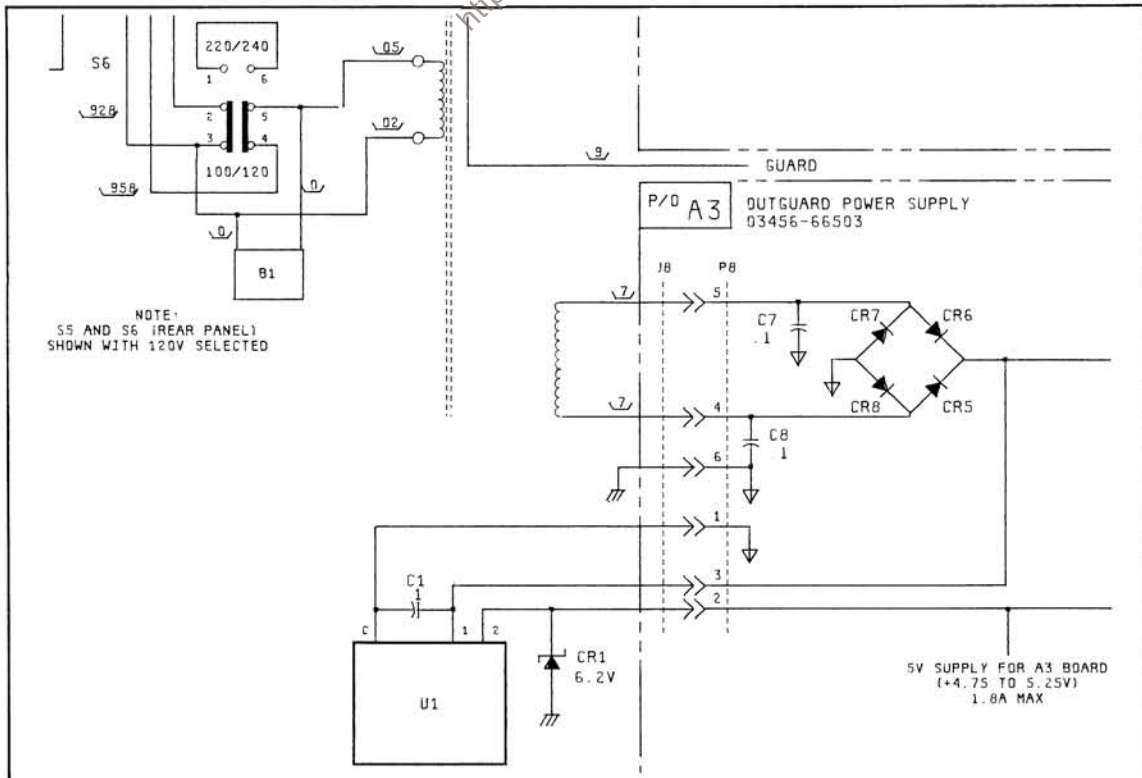 http
S6
220/240
1 6
928
2 5
3 4
100/120
958
0
0
05
02
B1
NOTE:
S5 AND S6 (REAR PANEL)
SHOWN WITH 120V SELECTED
9
GUARD
P/O A3
OUTGUARD POWER SUPPLY
03456-66503
J8 P8
7
5
C7
.1
CR7
CR6
7
4
CR8
CR5
C8
.1
6
1
3
2
C1
.1
C 1 2
U1
CR1
6.2V
5V SUPPLY FOR A3 BOARD
(+4.75 TO 5.25V)
1.8A MAX